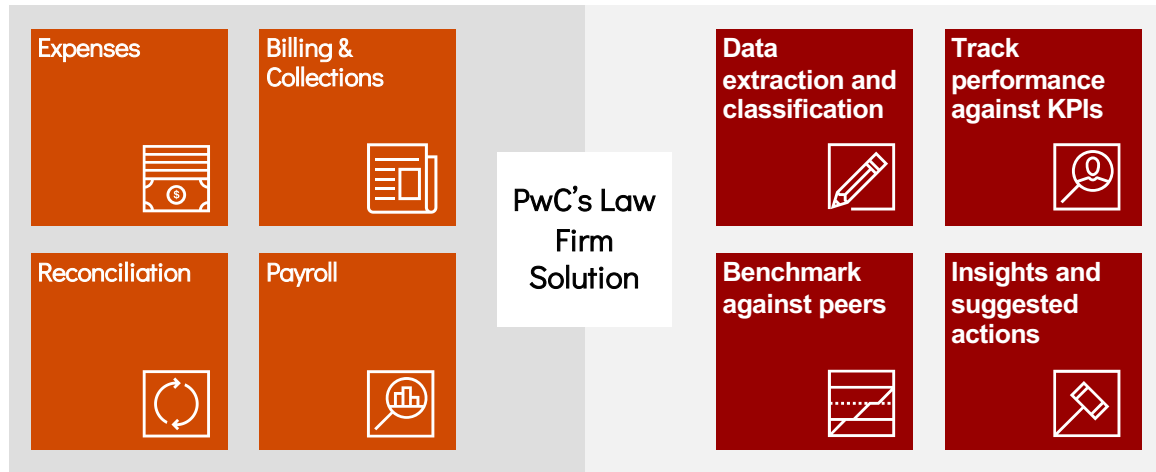 Expenses
Billing &
Collections
Reconciliation
Payroll
$
PwC's Law
Firm
Solution
Data
extraction and
classification
Track
performance
against KPIs
Benchmark
against peers
Insights and
suggested
actions